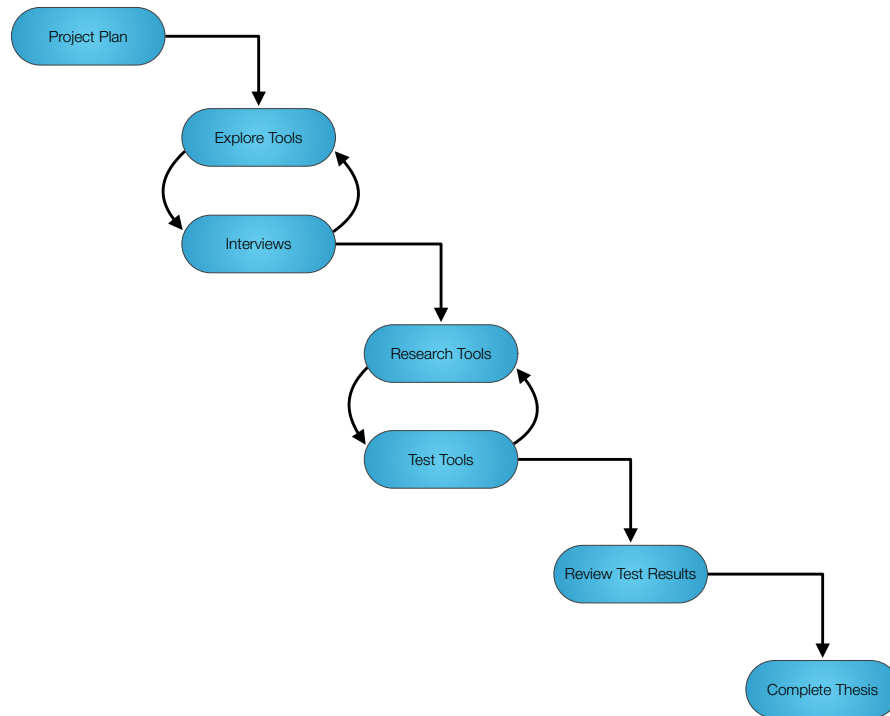 Project Plan
Explore Tools
Interviews
Research Tools
Test Tools
Review Test Results
Complete Thesis